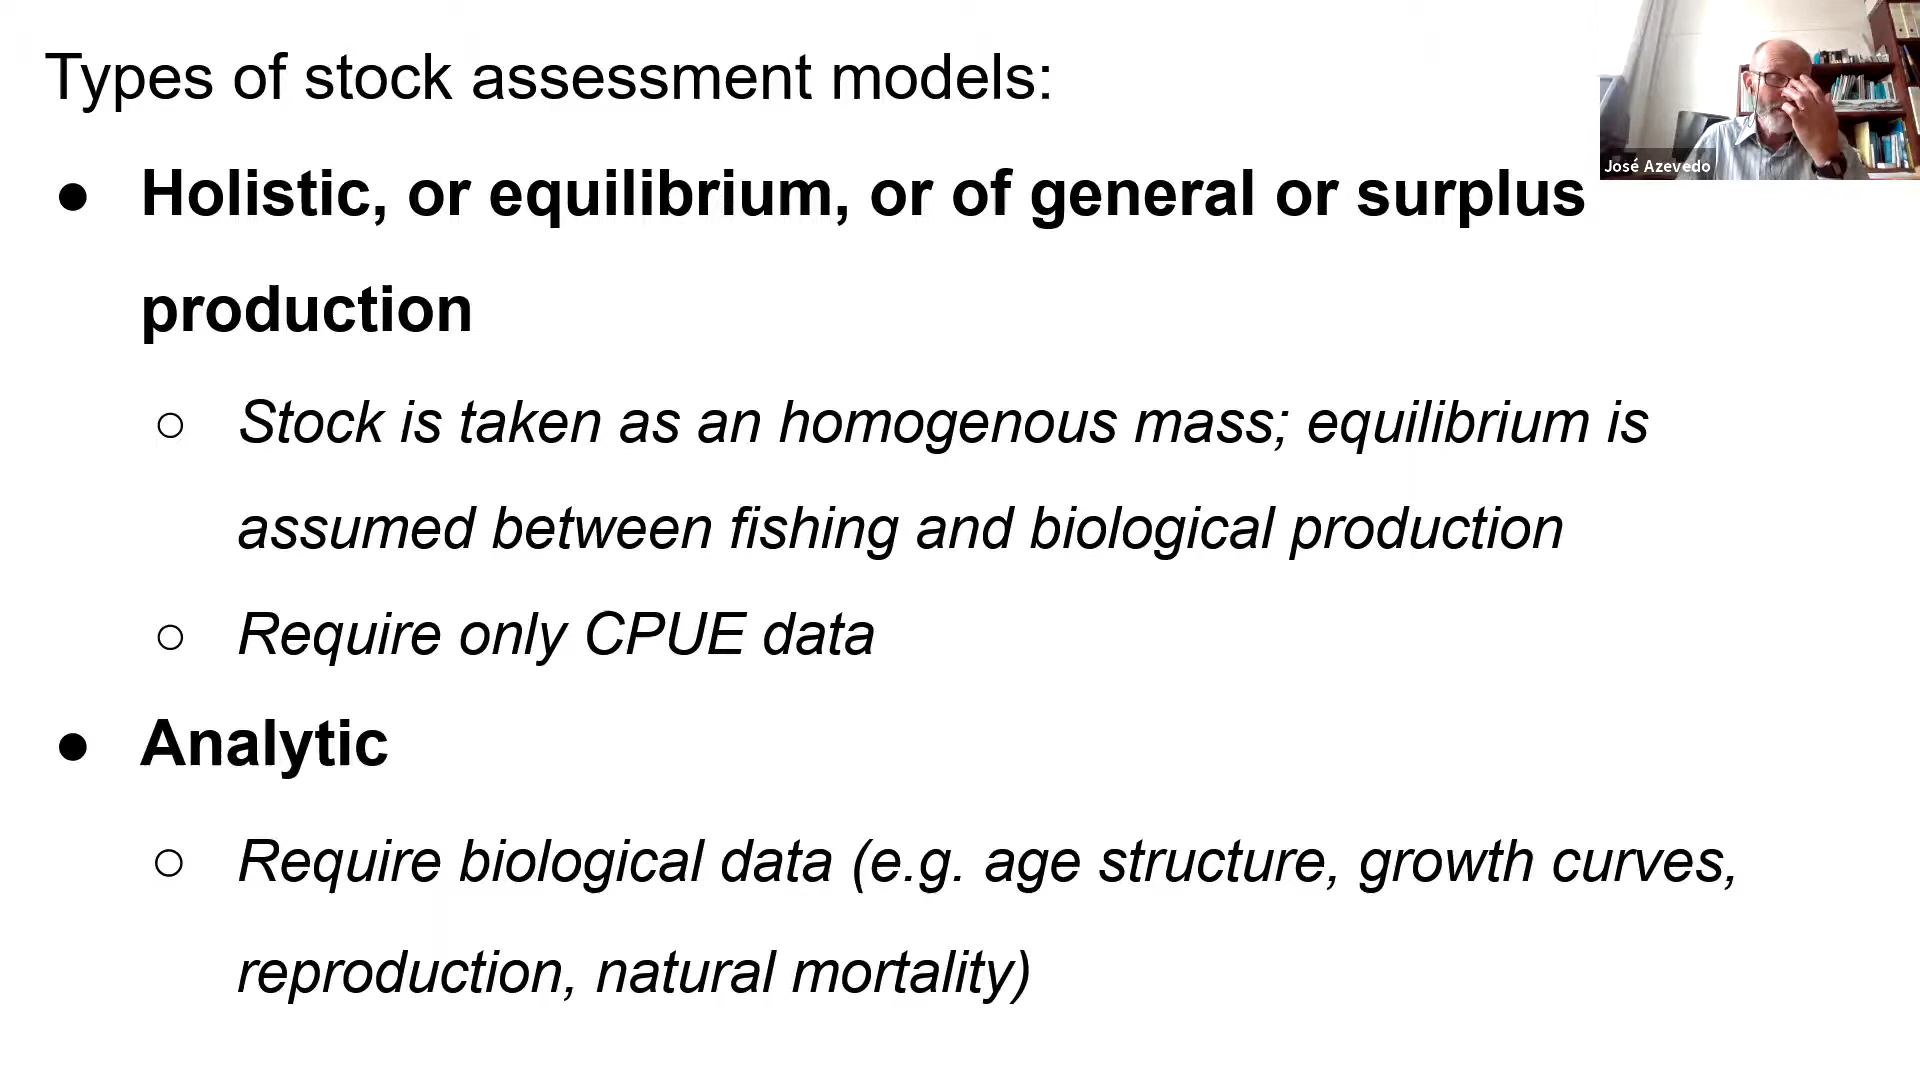 Types of stock assessment models:
José Azevedo
● Holistic, or equilibrium, or of general or surplus
production
○ Stock is taken as an homogenous mass; equilibrium is
assumed between fishing and biological production
○ Require only CPUE data
● Analytic
○ Require biological data (e.g. age structure, growth curves,
reproduction, natural mortality)